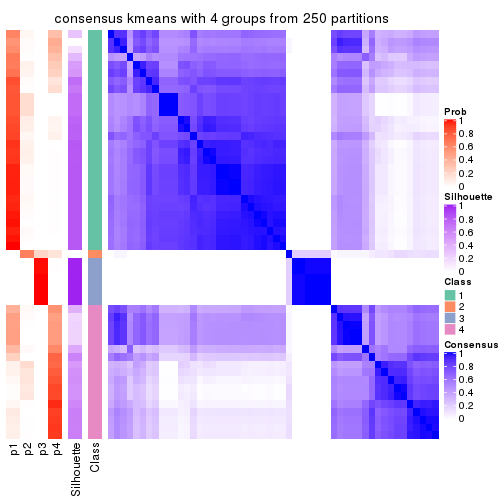 consensus kmeans with 4 groups from 250 partitions
Prob
1
0.8
0.6
0.4
0.2
0
Silhouette
1
0.8
0.6
0.4
0.2
0
Class
1
2
3
4
Consensus
1
0.8
0.6
0.4
0.2
0
p1
p2
p3
p4
Silhouette
Class